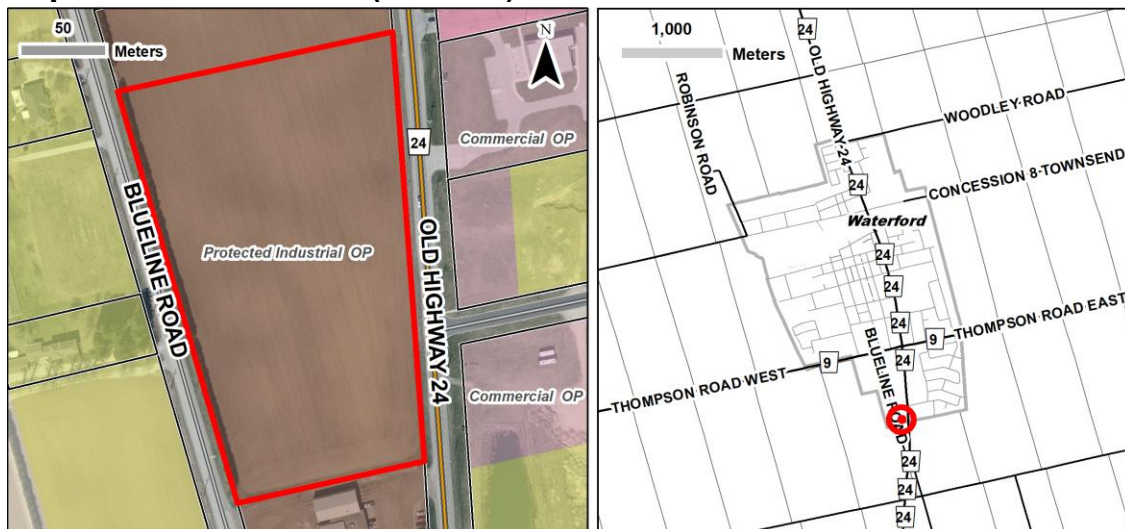 50
Meters
N
24
Commercial OP
BLUELINE ROAD
Protected Industrial OP
OLD HIGHWAY 24
Commercial OP
1,000
Meters
24
ROBINSON ROAD
OLD HIGHWAY 24
WOODLEY ROAD
24
CONCESSION 8 TOWNSEND
Waterford
24
24
24
9
THOMPSON ROAD EAST
9
24
THOMPSON ROAD WEST
BLUELINE ROAD
24
24
24